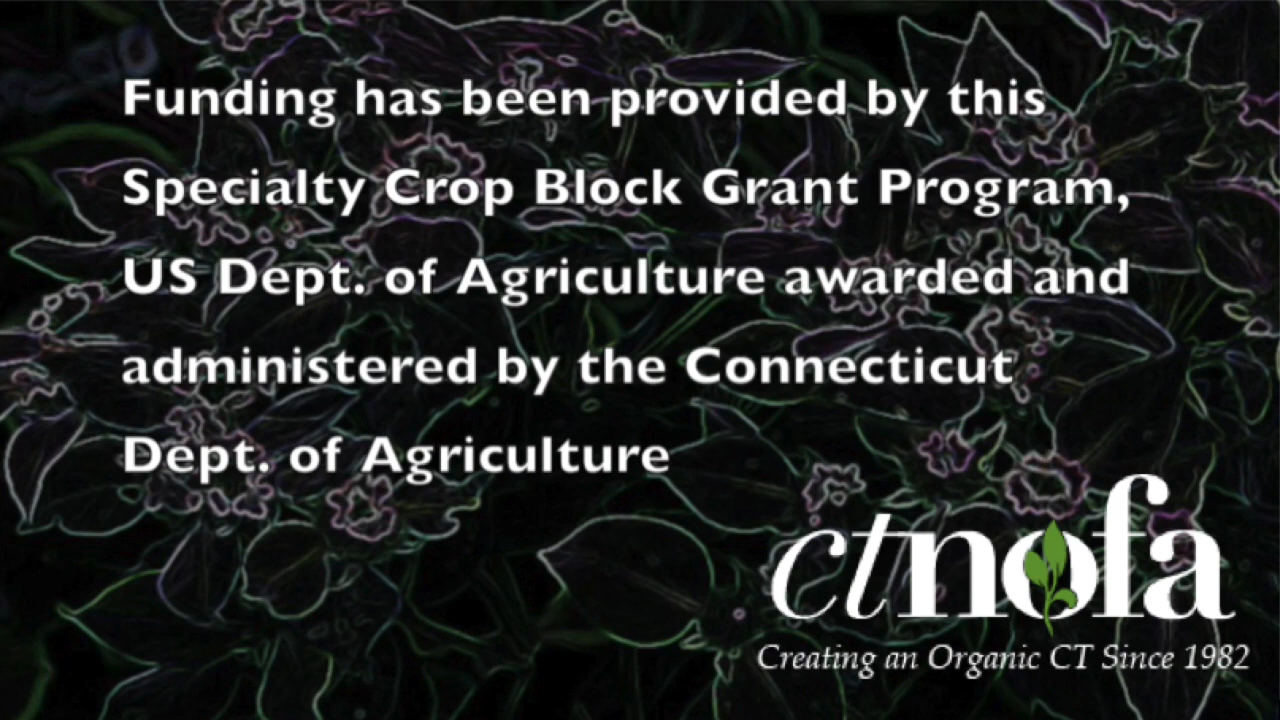 Funding has been provided by this
Specialty Crop Block Grant Program,
US Dept. of Agriculture awarded and
administered by the Connecticut
Dept. of Agriculture
ctnofa
Creating an Organic CT Since 1982